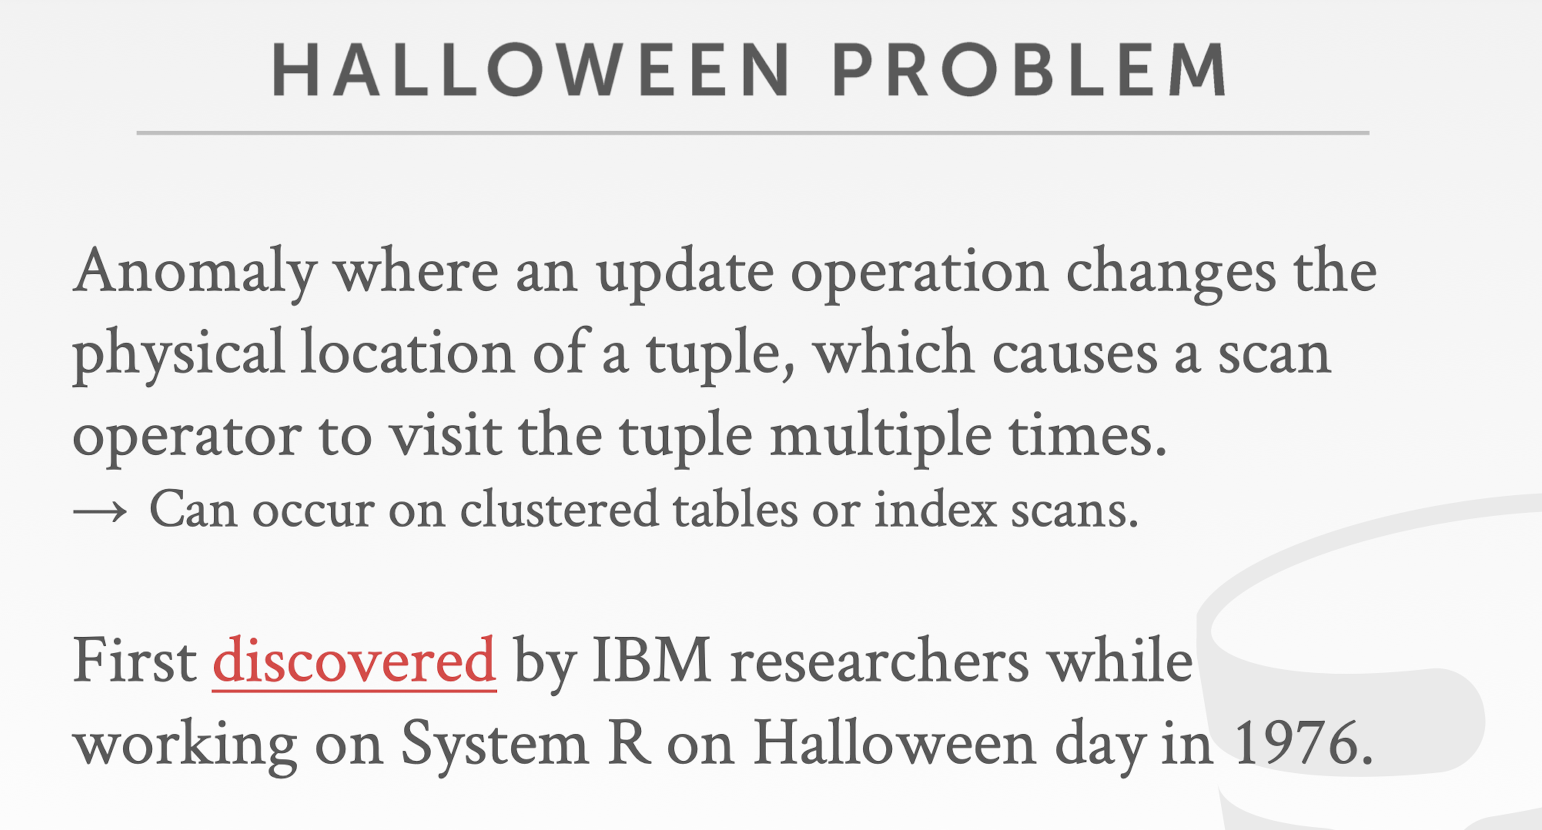 HALLOWEEN PROBLEM
Anomaly where an update operation changes the
physical location of a tuple, which causes a scan
operator to visit the tuple multiple times.
→ Can occur on clustered tables or index scans.
First discovered by IBM researchers while
working on System R on Halloween day in 1976.